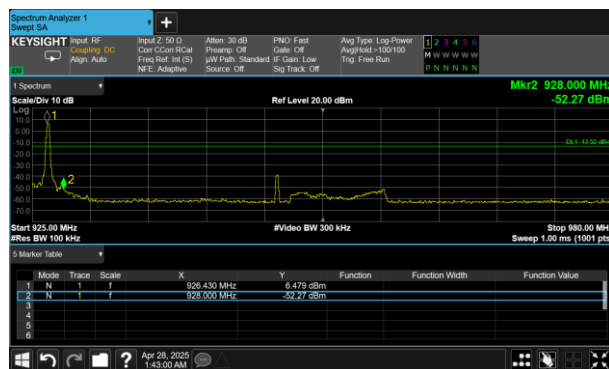 Spectrum Analyzer 1
Swept SA
KEYSIGHT
Input: RF
Coupling: DC
Align: Auto
Input Z: 50 Ω
Corr CCorr RCal
Freq Ref: Int (S)
NFE: Adaptive
Atten: 30 dB
Preamp: Off
µW Path: Standard
Source: Off
PNO: Fast
Gate: Off
IF Gain: Low
Sig Track: Off
Avg Type: Log-Power
Avg|Hold:>100/100
Trig: Free Run
1 2 3 4 5 6
M W W W W W
P N N N N N
1 Spectrum
Scale/Div 10 dB
Ref Level 20.00 dBm
Mkr2 928.000 MHz
-52.27 dBm
Log
1
10.0
0.00
DL1 -13.52 dBm
-10.0
-20.0
-30.0
-40.0
2
-50.0
-60.0
-70.0
Start 925.00 MHz
#Video BW 300 kHz
Stop 980.00 MHz
#Res BW 100 kHz
Sweep 1.00 ms (1001 pts)
5 Marker Table
Mode Trace Scale X Y Function Function Width Function Value
1 N 1 f 926.430 MHz 6.479 dBm
2 N 1 f 928.000 MHz -52.27 dBm
3
4
5
6
?
Apr 28, 2025
1:43:00 AM